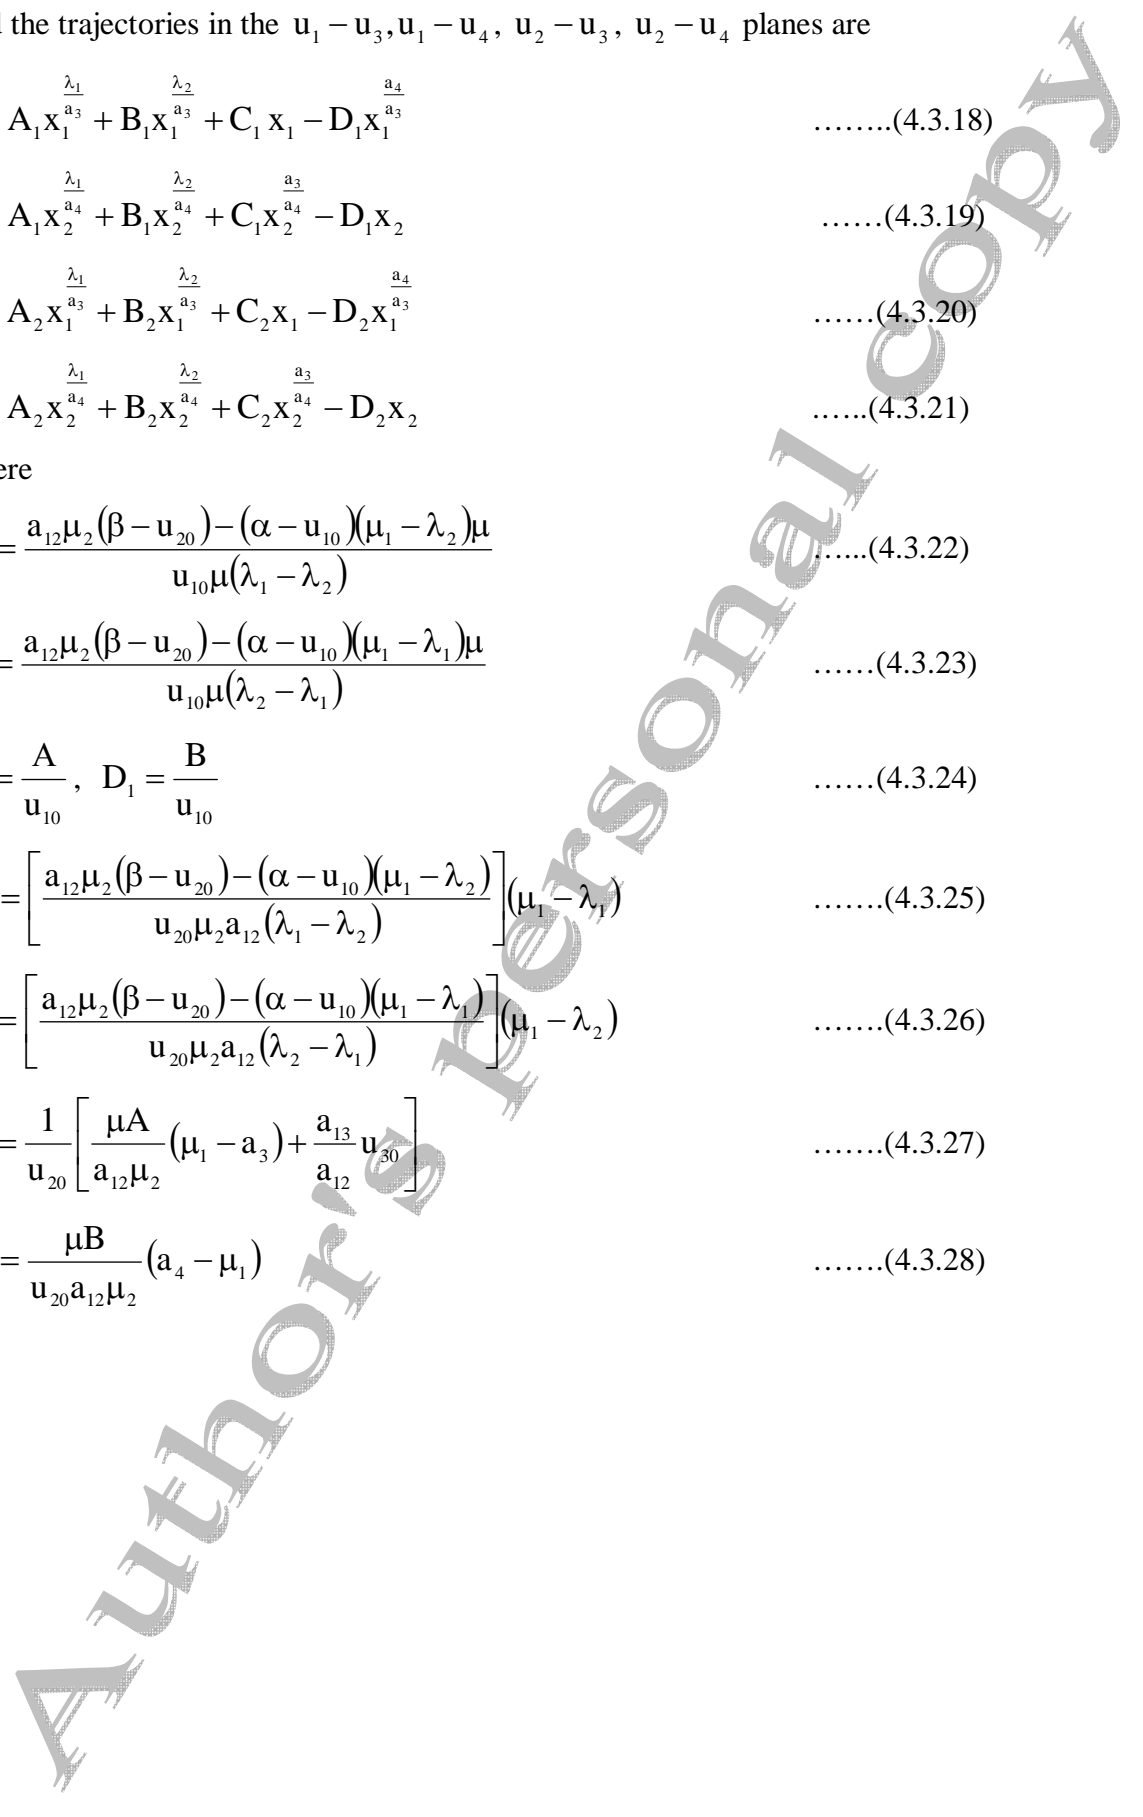 the trajectories in the u₁ − u₃, u₁ − u₄, u₂ − u₃, u₂ − u₄ planes are
A₁x₁^(λ₁/a₃) + B₁x₁^(λ₂/a₃) + C₁ x₁ − D₁x₁^(a₄/a₃) ……..(4.3.18)
A₁x₂^(λ₁/a₄) + B₁x₂^(λ₂/a₄) + C₁x₂^(a₃/a₄) − D₁x₂ ……(4.3.19)
A₂x₁^(λ₁/a₃) + B₂x₁^(λ₂/a₃) + C₂x₁ − D₂x₁^(a₄/a₃) ……(4.3.20)
A₂x₂^(λ₁/a₄) + B₂x₂^(λ₂/a₄) + C₂x₂^(a₃/a₄) − D₂x₂ ……(4.3.21)
ere
= (a₁₂μ₂(β − u₂₀) − (α − u₁₀)(μ₁ − λ₂)μ) / (u₁₀μ(λ₁ − λ₂)) ……(4.3.22)
= (a₁₂μ₂(β − u₂₀) − (α − u₁₀)(μ₁ − λ₁)μ) / (u₁₀μ(λ₂ − λ₁)) ……(4.3.23)
= A / u₁₀ , D₁ = B / u₁₀ ……(4.3.24)
= [(a₁₂μ₂(β − u₂₀) − (α − u₁₀)(μ₁ − λ₂)) / (u₂₀μ₂a₁₂(λ₁ − λ₂))](μ₁ − λ₁) …….(4.3.25)
= [(a₁₂μ₂(β − u₂₀) − (α − u₁₀)(μ₁ − λ₁)) / (u₂₀μ₂a₁₂(λ₂ − λ₁))](μ₁ − λ₂) …….(4.3.26)
= 1/u₂₀ [μA/(a₁₂μ₂) (μ₁ − a₃) + a₁₃/a₁₂ u₃₀] …….(4.3.27)
= μB/(u₂₀a₁₂μ₂) (a₄ − μ₁) …….(4.3.28)
Author's personal copy